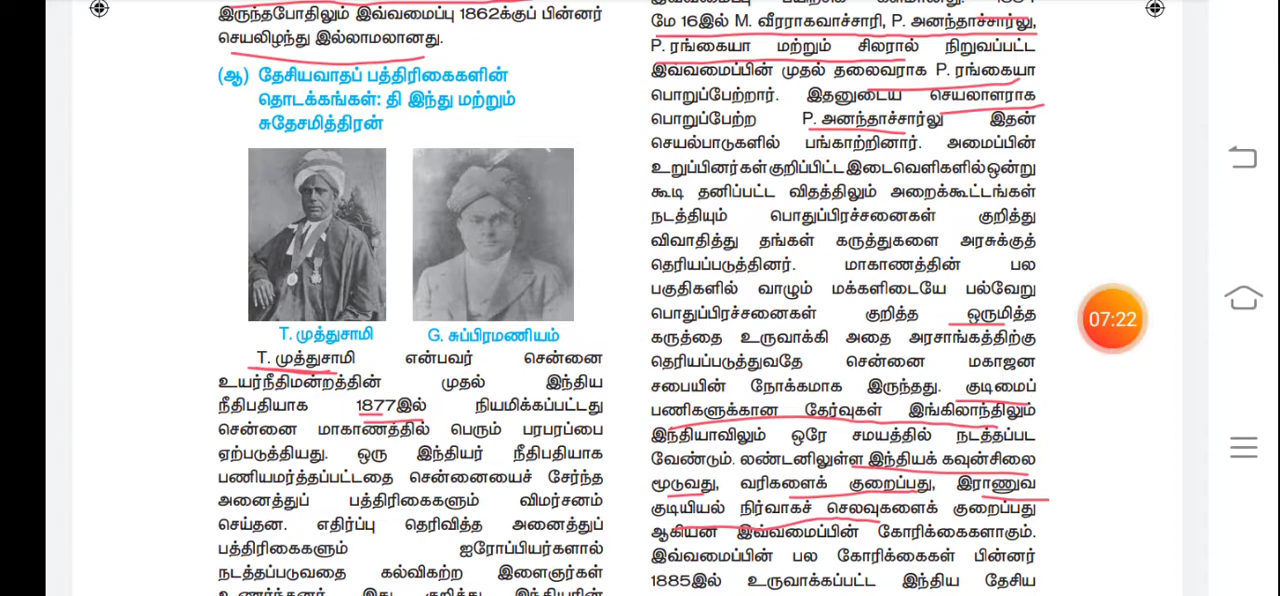 இருந்தபோதிலும் இவ்வமைப்பு 1862க்குப் பின்னர்
செயலிழந்து இல்லாமலானது.
(ஆ) தேசியவாதப் பத்திரிகைகளின்
தொடக்கங்கள்: தி இந்து மற்றும்
சுதேசமித்திரன்
T. முத்துசாமி
G. சுப்பிரமணியம்
T. முத்துசாமி என்பவர் சென்னை
உயர்நீதிமன்றத்தின் முதல் இந்திய
நீதிபதியாக 1877இல் நியமிக்கப்பட்டது
சென்னை மாகாணத்தில் பெரும் பரபரப்பை
ஏற்படுத்தியது. ஒரு இந்தியர் நீதிபதியாக
பணியமர்த்தப்பட்டதை சென்னையைச் சேர்ந்த
அனைத்துப் பத்திரிகைகளும் விமர்சனம்
செய்தன. எதிர்ப்பு தெரிவித்த அனைத்துப்
பத்திரிகைகளும் ஐரோப்பியர்களால்
நடத்தப்படுவதை கல்விகற்ற இளைஞர்கள்
மே 16இல் M. வீரராகவாச்சாரி, P. அனந்தாச்சார்லு,
P. ரங்கையா மற்றும் சிலரால் நிறுவப்பட்ட
இவ்வமைப்பின் முதல் தலைவராக P. ரங்கையா
பொறுப்பேற்றார். இதனுடைய செயலாளராக
பொறுப்பேற்ற P. அனந்தாச்சார்லு இதன்
செயல்பாடுகளில் பங்காற்றினார். அமைப்பின்
உறுப்பினர்கள் குறிப்பிட்ட இடைவெளிகளில் ஒன்று
கூடி தனிப்பட்ட விதத்திலும் அறைக்கூட்டங்கள்
நடத்தியும் பொதுப்பிரச்சனைகள் குறித்து
விவாதித்து தங்கள் கருத்துகளை அரசுக்குத்
தெரியப்படுத்தினர். மாகாணத்தின் பல
பகுதிகளில் வாழும் மக்களிடையே பல்வேறு
பொதுப்பிரச்சனைகள் குறித்த ஒருமித்த
கருத்தை உருவாக்கி அதை அரசாங்கத்திற்கு
தெரியப்படுத்துவதே சென்னை மகாஜன
சபையின் நோக்கமாக இருந்தது. குடிமைப்
பணிகளுக்கான தேர்வுகள் இங்கிலாந்திலும்
இந்தியாவிலும் ஒரே சமயத்தில் நடத்தப்பட
வேண்டும். லண்டனிலுள்ள இந்தியக் கவுன்சிலை
மூடுவது, வரிகளைக் குறைப்பது, இராணுவ
குடியியல் நிர்வாகச் செலவுகளைக் குறைப்பது
ஆகியன இவ்வமைப்பின் கோரிக்கைகளாகும்.
இவ்வமைப்பின் பல கோரிக்கைகள் பின்னர்
1885இல் உருவாக்கப்பட்ட இந்திய தேசிய
07:22